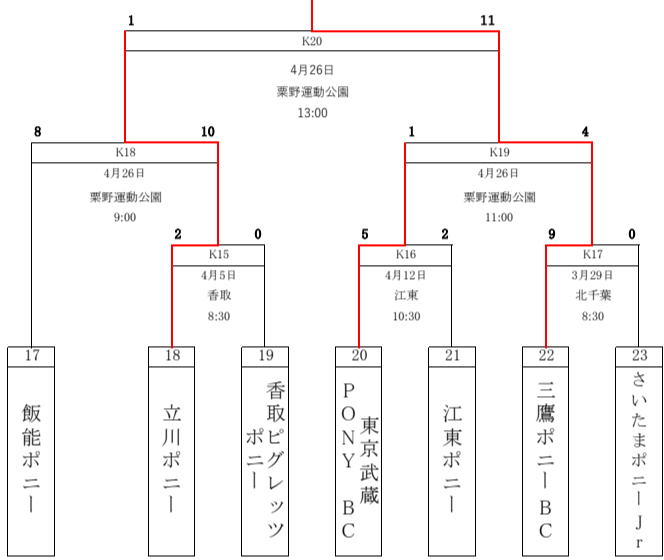 1 11
K20
4月26日
粟野運動公園
13:00
8 10 1 4
K18 K19
4月26日 4月26日
粟野運動公園 粟野運動公園
9:00 11:00
2 0 5 2 9 0
K15 K16 K17
4月5日 4月12日 3月29日
香取 江東 北千葉
8:30 10:30 8:30
17 18 19 20 21 22 23
飯能ポニー
立川ポニー
香取ピグレッツ
ポニー
東京武蔵
PONY BC
江東ポニー
三鷹ポニーBC
さいたまポニーJr